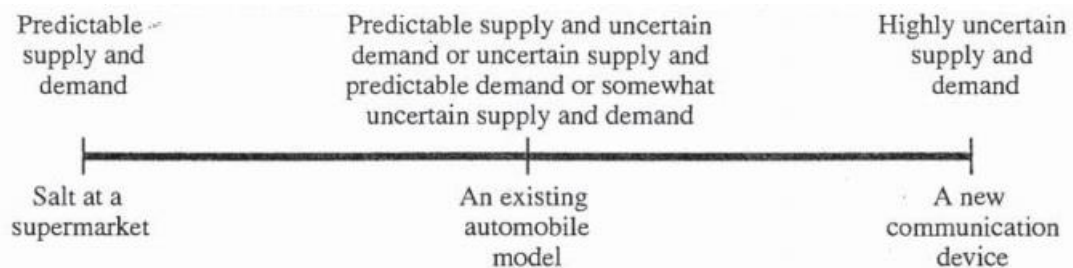 Predictable
supply and
demand
Predictable supply and uncertain
demand or uncertain supply and
predictable demand or somewhat
uncertain supply and demand
Highly uncertain
supply and
demand
Salt at a
supermarket
An existing
automobile
model
A new
communication
device